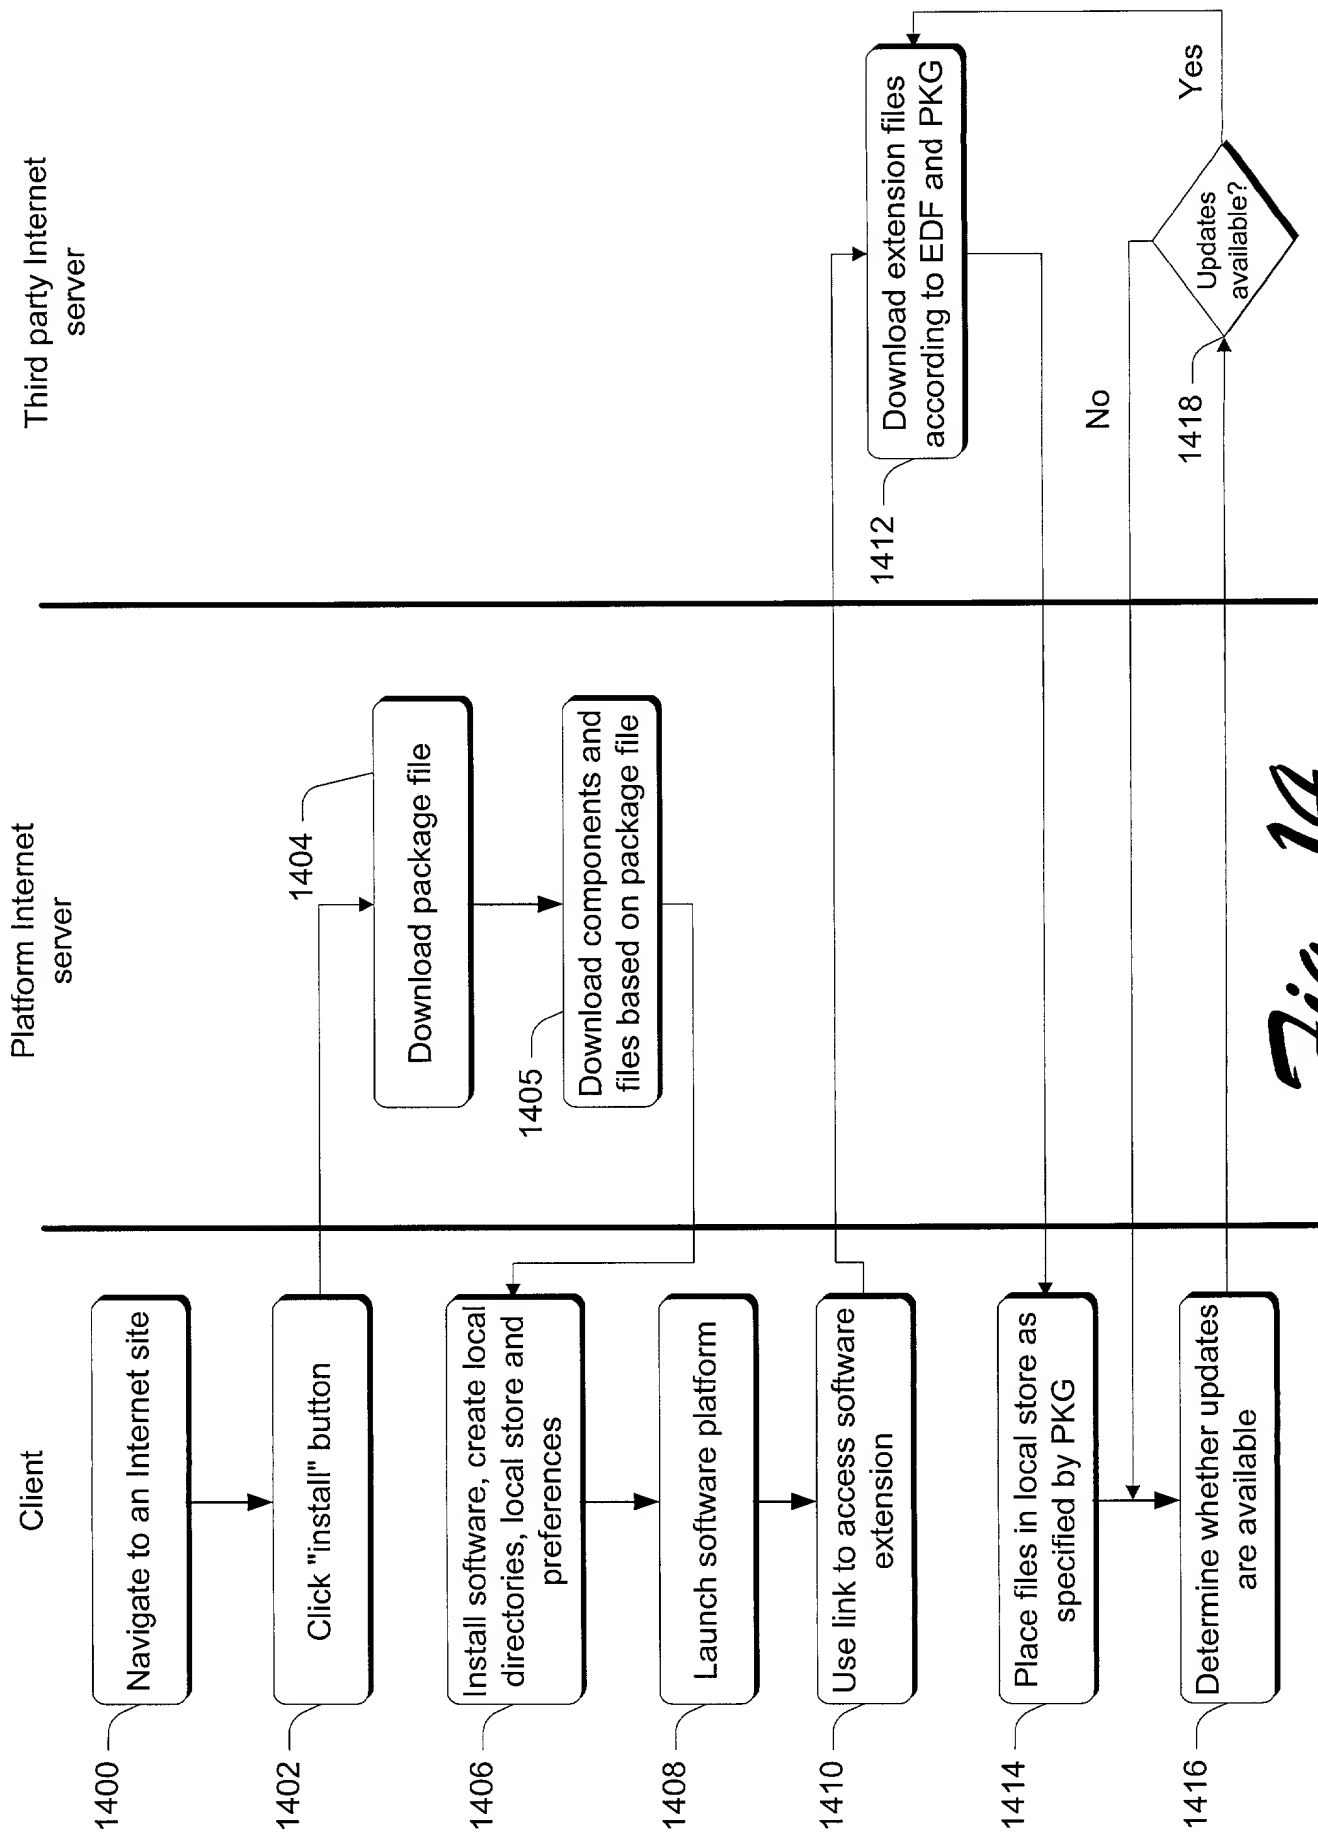 Client
Platform Internet
server
Third party Internet
server
1400
Navigate to an Internet site
1402
Click "install" button
1404
Download package file
1405
Download components and
files based on package file
1406
Install software, create local
directories, local store and
preferences
1408
Launch software platform
1410
Use link to access software
extension
1412
Download extension files
according to EDF and PKG
1414
Place files in local store as
specified by PKG
No
1416
Determine whether updates
are available
1418
Updates
available?
Yes